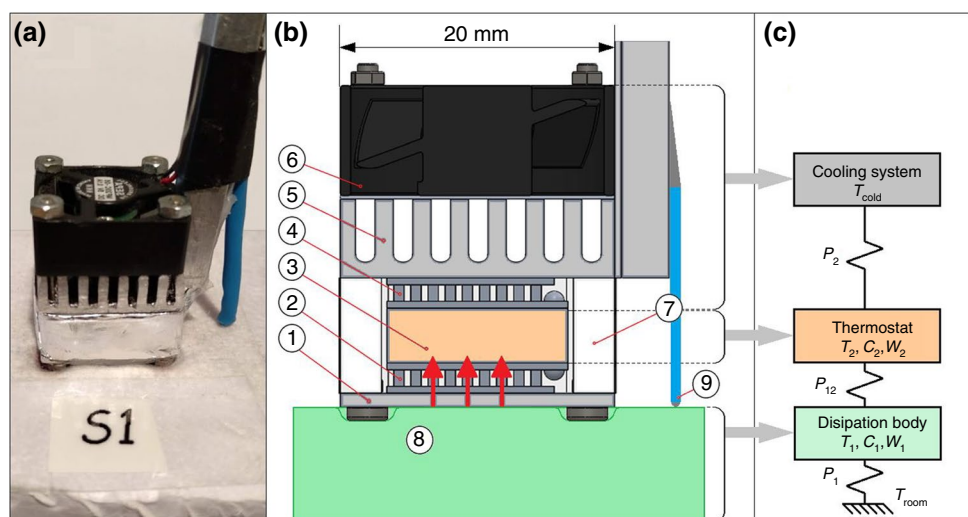 (a)
S1
(b)
20 mm
6
5
4
3
2
1
7
8
9
(c)
Cooling system
T_cold
P_2
Thermostat
T_2, C_2, W_2
P_12
Disipation body
T_1, C_1, W_1
P_1
T_room